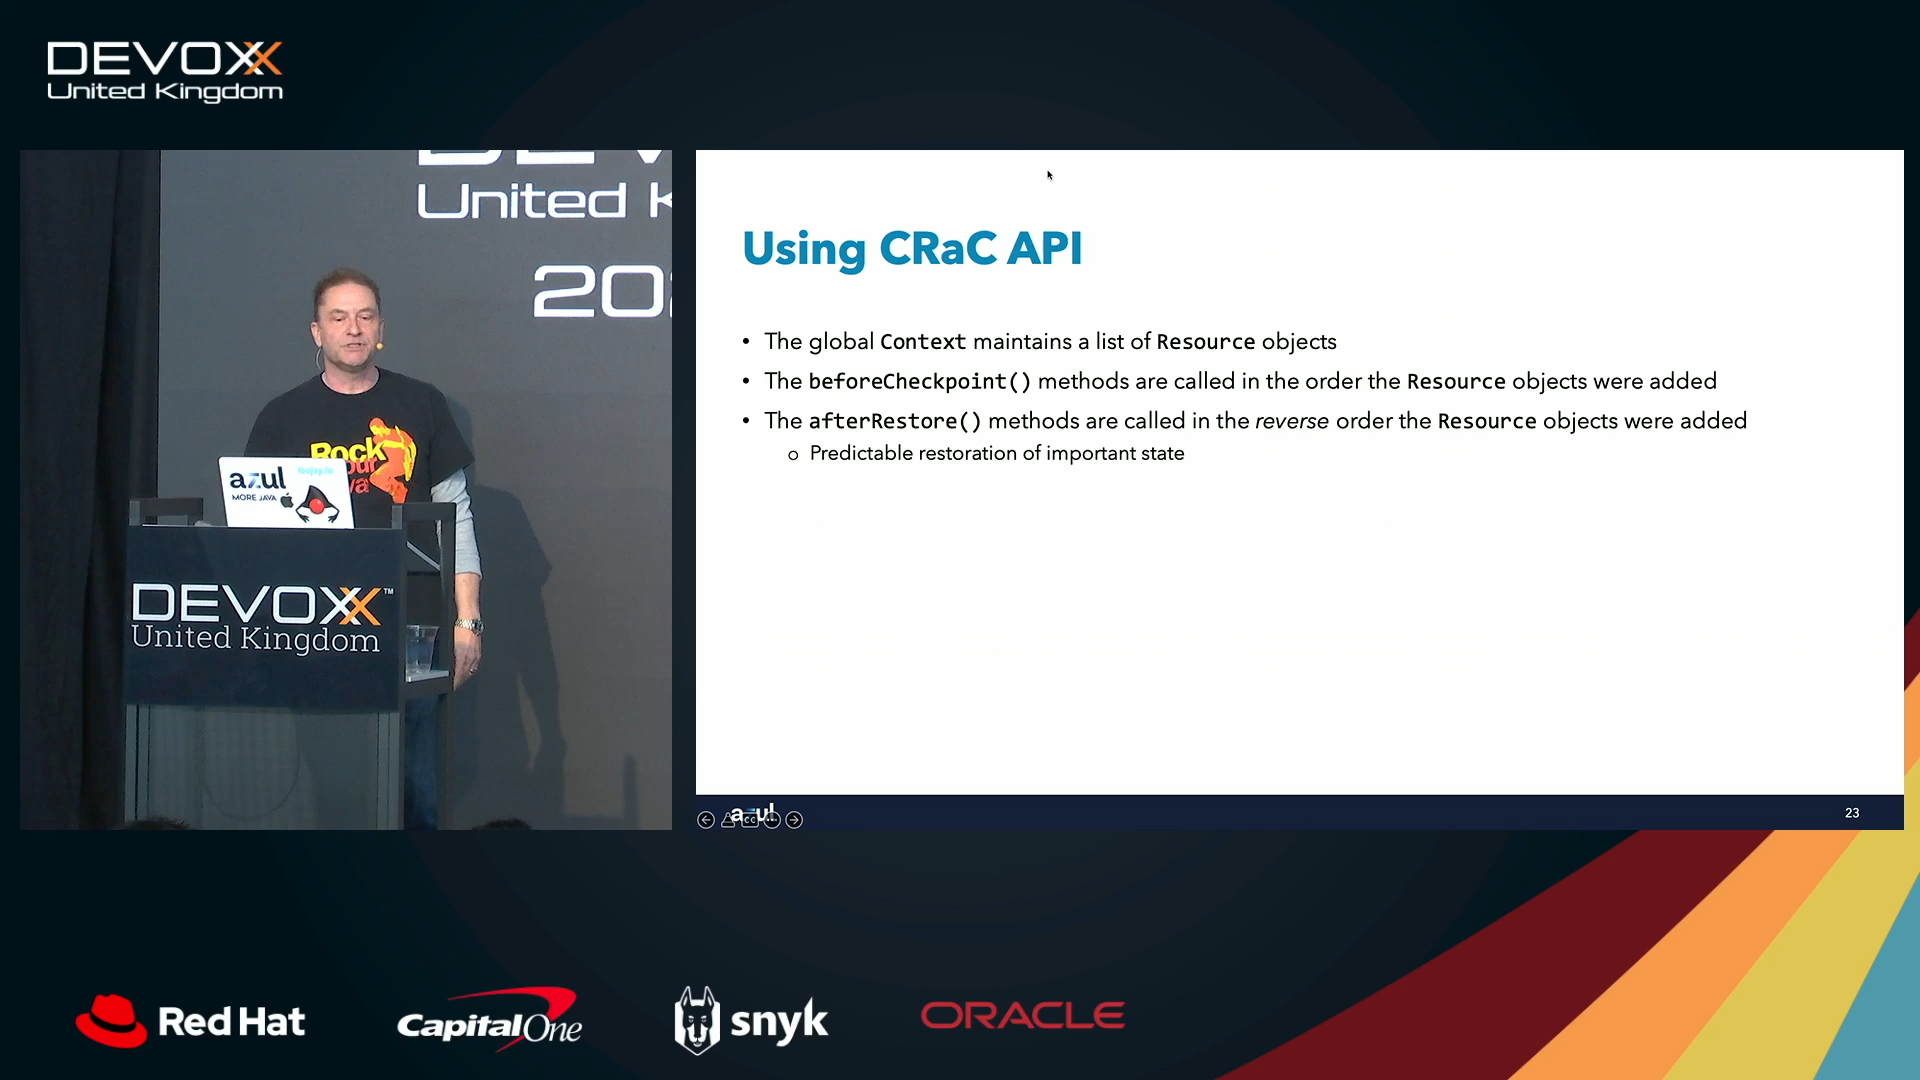 DEVOXX
United Kingdom
United K
20
Rock
azul
MORE JAVA
DEVOXX™
United Kingdom
Using CRaC API
• The global Context maintains a list of Resource objects
• The beforeCheckpoint() methods are called in the order the Resource objects were added
• The afterRestore() methods are called in the reverse order the Resource objects were added
o Predictable restoration of important state
azul
23
Red Hat
Capital One
snyk
ORACLE